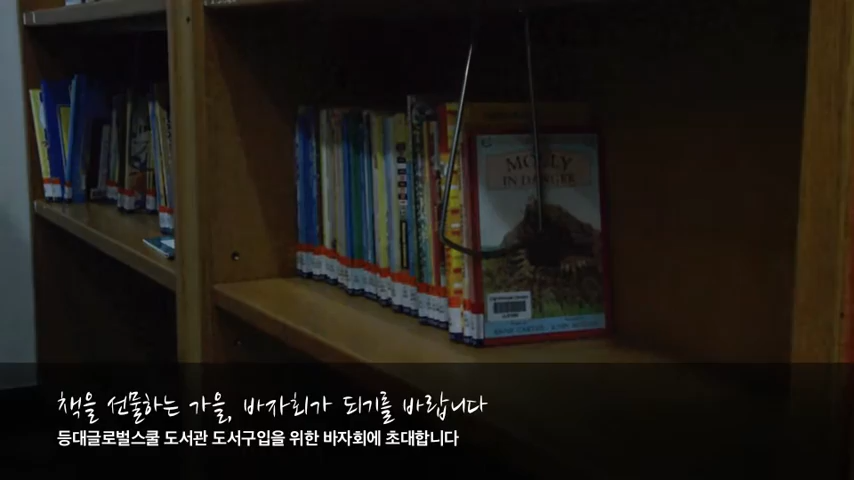 MOLLY
IN DANGER
책을 선물하는 가을, 바자회가 되기를 바랍니다
등대글로벌스쿨 도서관 도서구입을 위한 바자회에 초대합니다